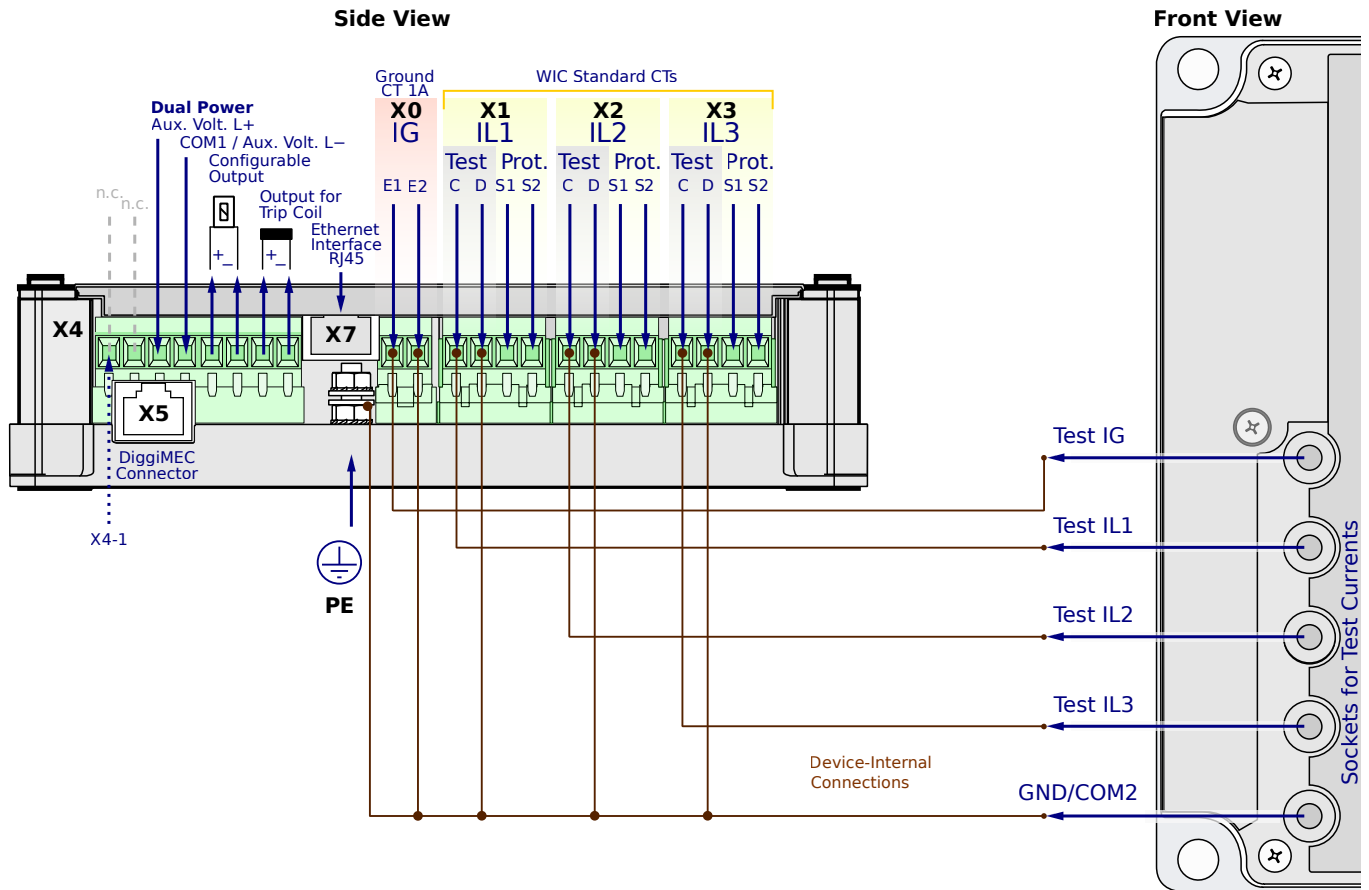 Side View
Front View
Ground
CT 1A
WIC Standard CTs
Dual Power
Aux. Volt. L+
COM1 / Aux. Volt. L−
Configurable
Output
n.c.
n.c.
Output for
Trip Coil
Ethernet
Interface
RJ45
+
−
+
−
X0
IG
E1 E2
X1
IL1
Test Prot.
C D S1 S2
X2
IL2
Test Prot.
C D S1 S2
X3
IL3
Test Prot.
C D S1 S2
X4
X7
X5
DiggiMEC
Connector
X4-1
PE
Test IG
Test IL1
Test IL2
Test IL3
GND/COM2
Device-Internal
Connections
Sockets for Test Currents